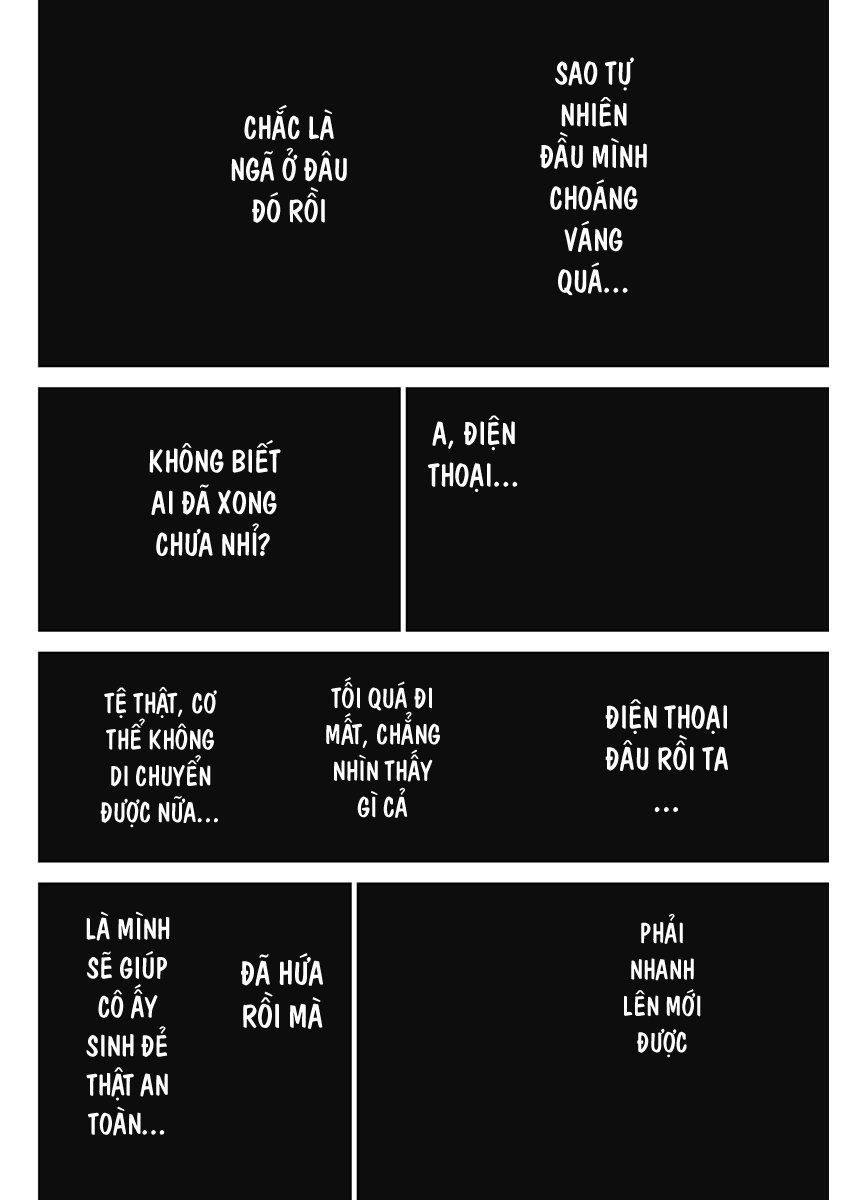 SAO TỰ
NHIÊN
ĐẦU MÌNH
CHOÁNG
VÁNG
QUÁ...
CHẮC LÀ
NGÃ Ở ĐÂU
ĐÓ RỒI
A, ĐIỆN
THOẠI...
KHÔNG BIẾT
AI ĐÃ XONG
CHƯA NHỈ?
ĐIỆN THOẠI
ĐÂU RỒI TA
...
TỐI QUÁ ĐI
MẤT, CHẲNG
NHÌN THẤY
GÌ CẢ
TỆ THẬT, CƠ
THỂ KHÔNG
DI CHUYỂN
ĐƯỢC NỮA...
PHẢI
NHANH
LÊN MỚI
ĐƯỢC
ĐÃ HỨA
RỒI MÀ
LÀ MÌNH
SẼ GIÚP
CÔ ẤY
SINH ĐẺ
THẬT AN
TOÀN...